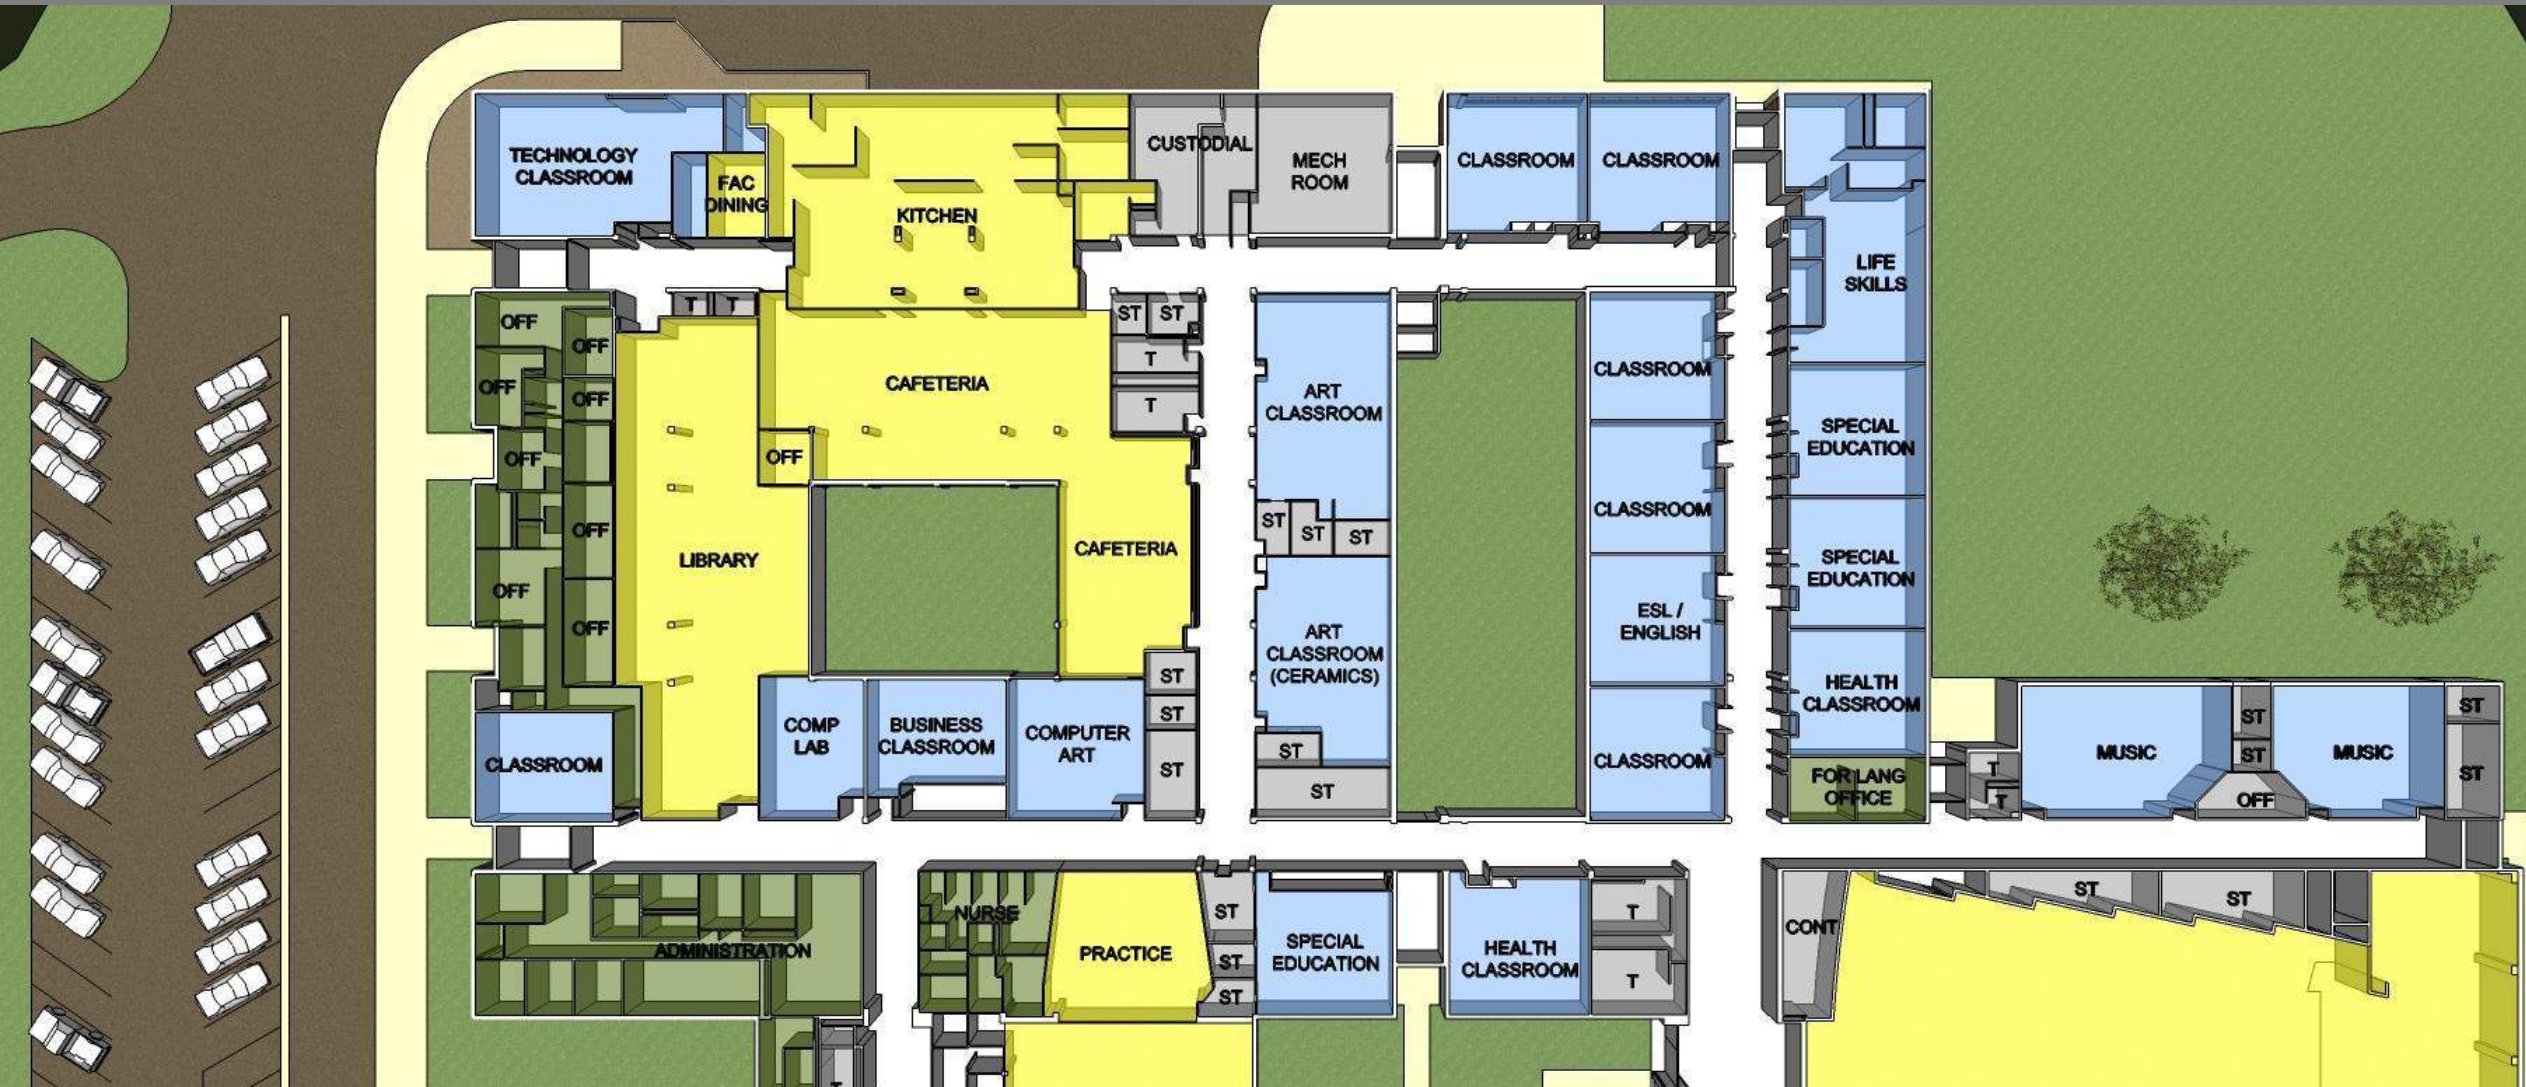 TECHNOLOGY
CLASSROOM
FAC
DINING
KITCHEN
CUSTODIAL
MECH
ROOM
CLASSROOM
CLASSROOM
LIFE
SKILLS
OFF
OFF
OFF
OFF
OFF
OFF
OFF
OFF
T
T
CAFETERIA
OFF
LIBRARY
CAFETERIA
ST
ST
T
T
ART
CLASSROOM
ST
ST
ST
ART
CLASSROOM
(CERAMICS)
ST
ST
CLASSROOM
CLASSROOM
ESL /
ENGLISH
CLASSROOM
SPECIAL
EDUCATION
SPECIAL
EDUCATION
HEALTH
CLASSROOM
FOR LANG
OFFICE
CLASSROOM
COMP
LAB
BUSINESS
CLASSROOM
COMPUTER
ART
ST
ST
ST
T
T
MUSIC
ST
ST
OFF
MUSIC
ST
ST
ADMINISTRATION
NURSE
PRACTICE
ST
ST
ST
SPECIAL
EDUCATION
HEALTH
CLASSROOM
T
T
CONT
ST
ST
T